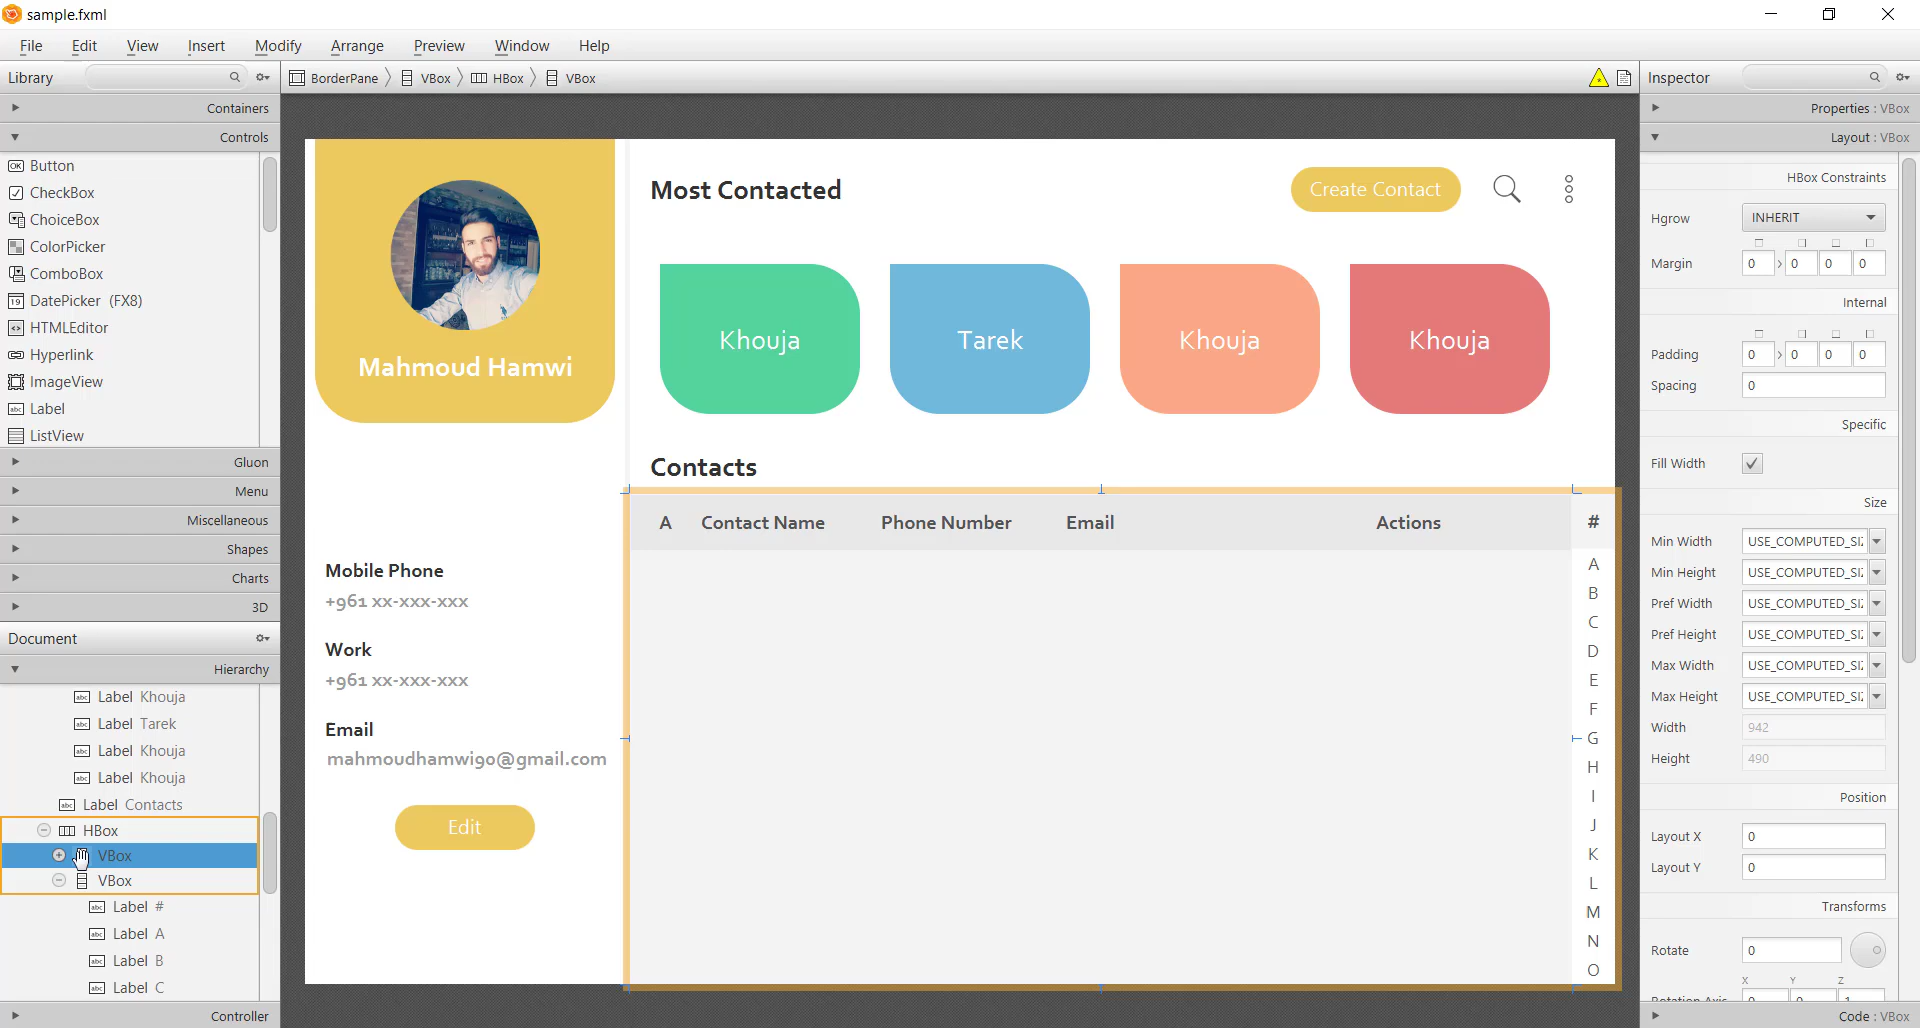 sample.fxml
File Edit View Insert Modify Arrange Preview Window Help
Library
BorderPane VBox HBox VBox
Inspector
Containers
Controls
Button
CheckBox
ChoiceBox
ColorPicker
ComboBox
DatePicker (FX8)
HTMLEditor
Hyperlink
ImageView
Label
ListView
Gluon
Menu
Miscellaneous
Shapes
Charts
3D
Document
Hierarchy
Label Khouja
Label Tarek
Label Khouja
Label Khouja
Label Contacts
HBox
VBox
VBox
Label #
Label A
Label B
Label C
Controller
Mahmoud Hamwi
Mobile Phone
+961 xx-xxx-xxx
Work
+961 xx-xxx-xxx
Email
mahmoudhamwi90@gmail.com
Edit
Most Contacted
Create Contact
Khouja Tarek Khouja Khouja
Contacts
A Contact Name Phone Number Email Actions #
A
B
C
D
E
F
G
H
I
J
K
L
M
N
O
Properties : VBox
Layout : VBox
HBox Constraints
Hgrow INHERIT
Margin 0 > 0 0 0
Internal
Padding 0 > 0 0 0
Spacing 0
Specific
Fill Width
Size
Min Width USE_COMPUTED_SI
Min Height USE_COMPUTED_SI
Pref Width USE_COMPUTED_SI
Pref Height USE_COMPUTED_SI
Max Width USE_COMPUTED_SI
Max Height USE_COMPUTED_SI
Width 942
Height 490
Position
Layout X 0
Layout Y 0
Transforms
Rotate 0
X Y Z
Rotation Axis 0 0 1
Code : VBox